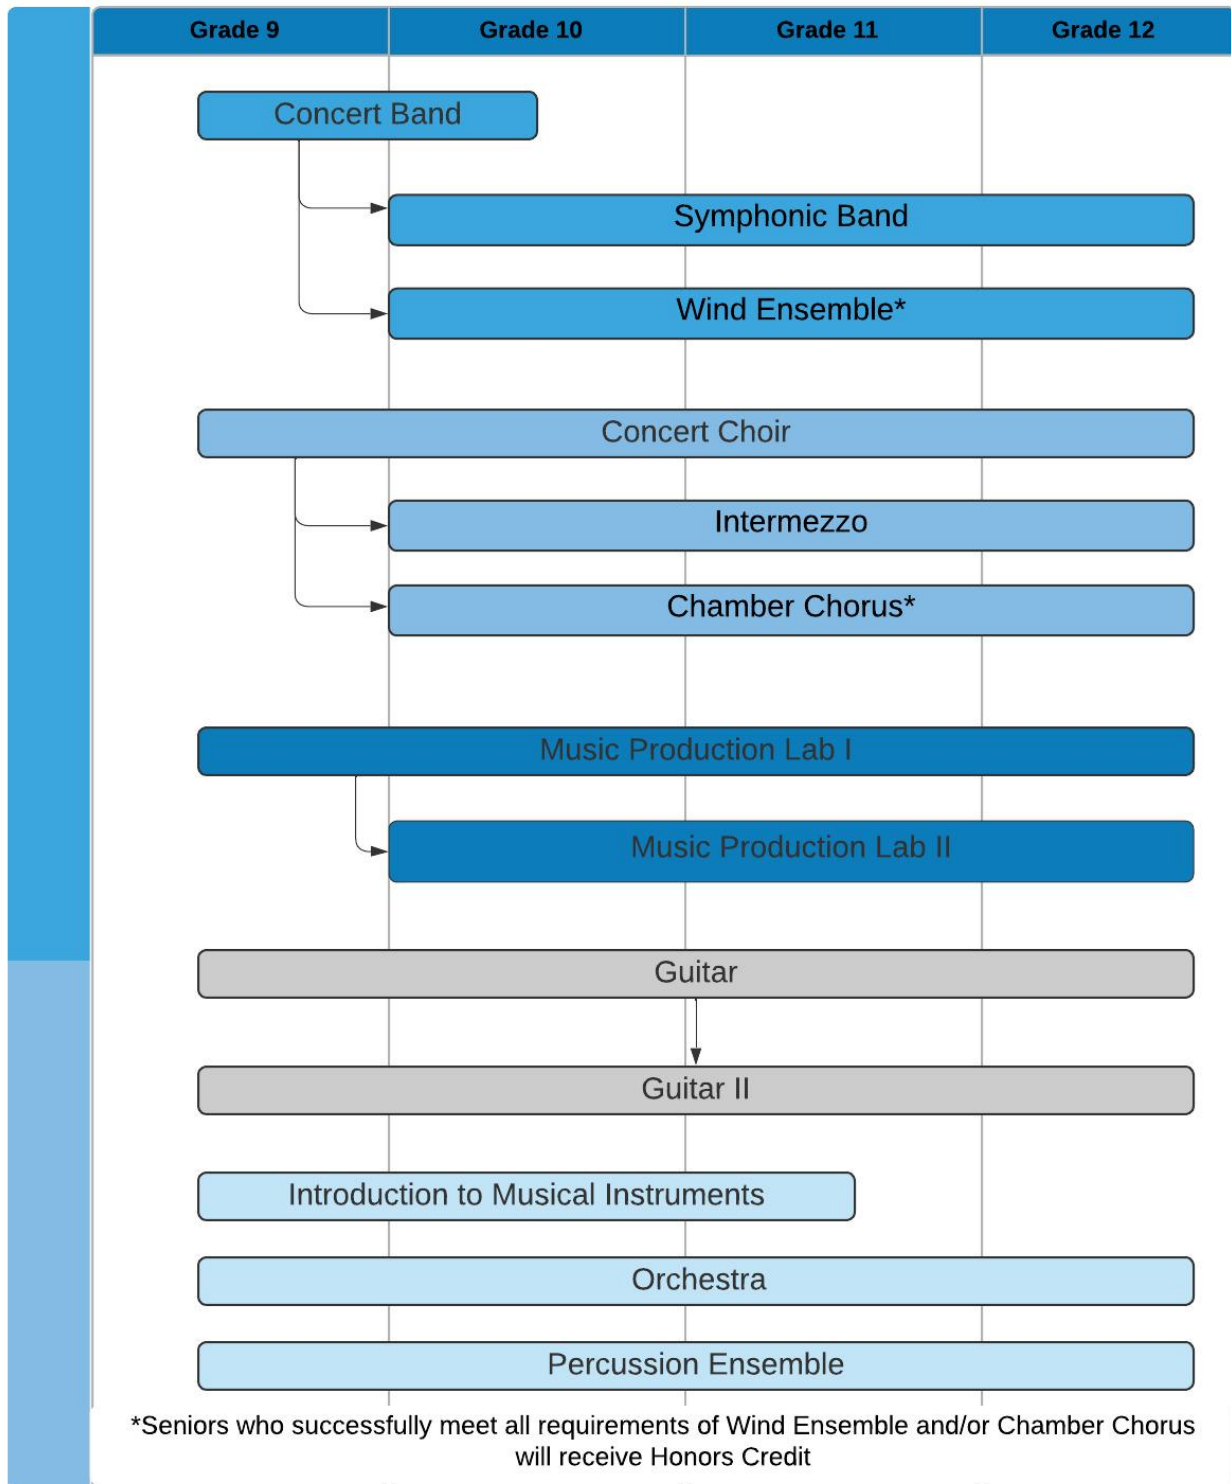 Grade 9 Grade 10 Grade 11 Grade 12
Concert Band
Symphonic Band
Wind Ensemble*
Concert Choir
Intermezzo
Chamber Chorus*
Music Production Lab I
Music Production Lab II
Guitar
Guitar II
Introduction to Musical Instruments
Orchestra
Percussion Ensemble
*Seniors who successfully meet all requirements of Wind Ensemble and/or Chamber Chorus
will receive Honors Credit